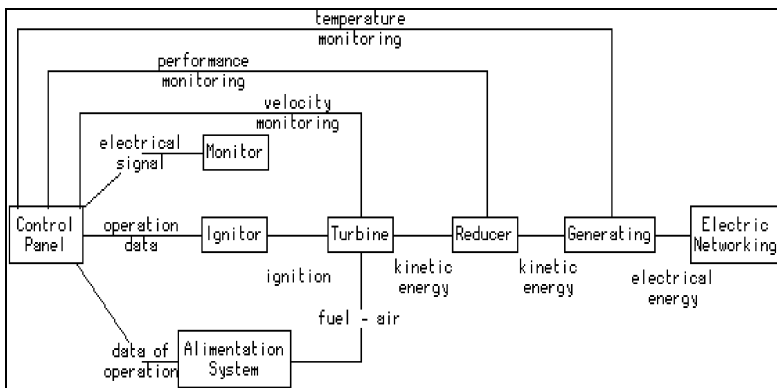 temperature
monitoring
performance
monitoring
velocity
monitoring
electrical
signal
Monitor
Control
Panel
operation
data
Ignitor
Turbine
Reducer
Generating
Electric
Networking
ignition
kinetic
energy
kinetic
energy
electrical
energy
fuel - air
data of
operation
Alimentation
System